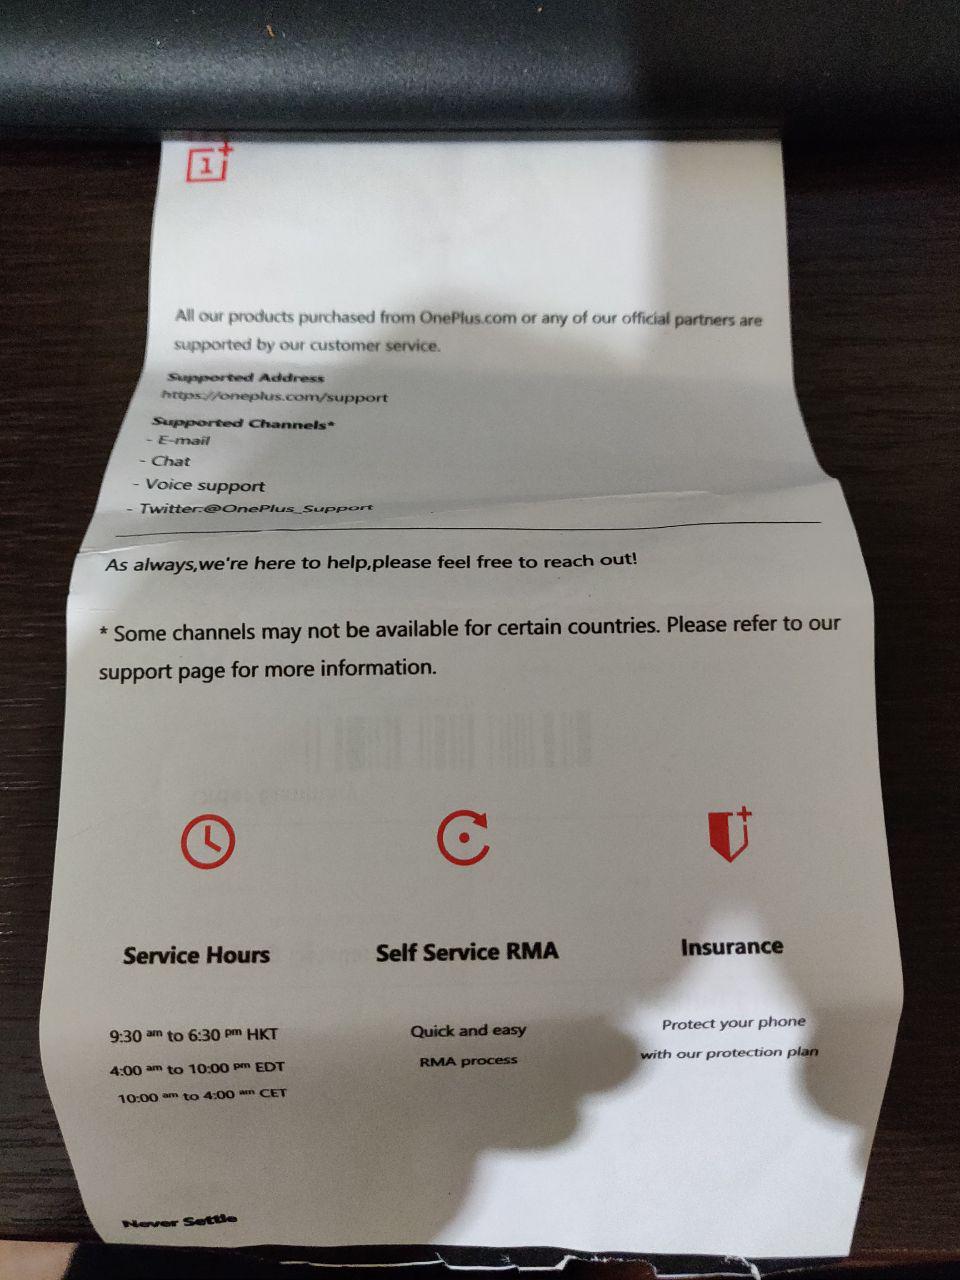 1+
All our products purchased from OnePlus.com or any of our official partners are
supported by our customer service.
Supported Address
https://oneplus.com/support
Supported Channels*
- E-mail
- Chat
- Voice support
- Twitter:@OnePlus_Support
As always,we're here to help,please feel free to reach out!
* Some channels may not be available for certain countries. Please refer to our
support page for more information.
Service Hours
9:30 am to 6:30 pm HKT
4:00 am to 10:00 pm EDT
10:00 am to 4:00 am CET
Self Service RMA
Quick and easy
RMA process
Insurance
Protect your phone
with our protection plan
Never Settle